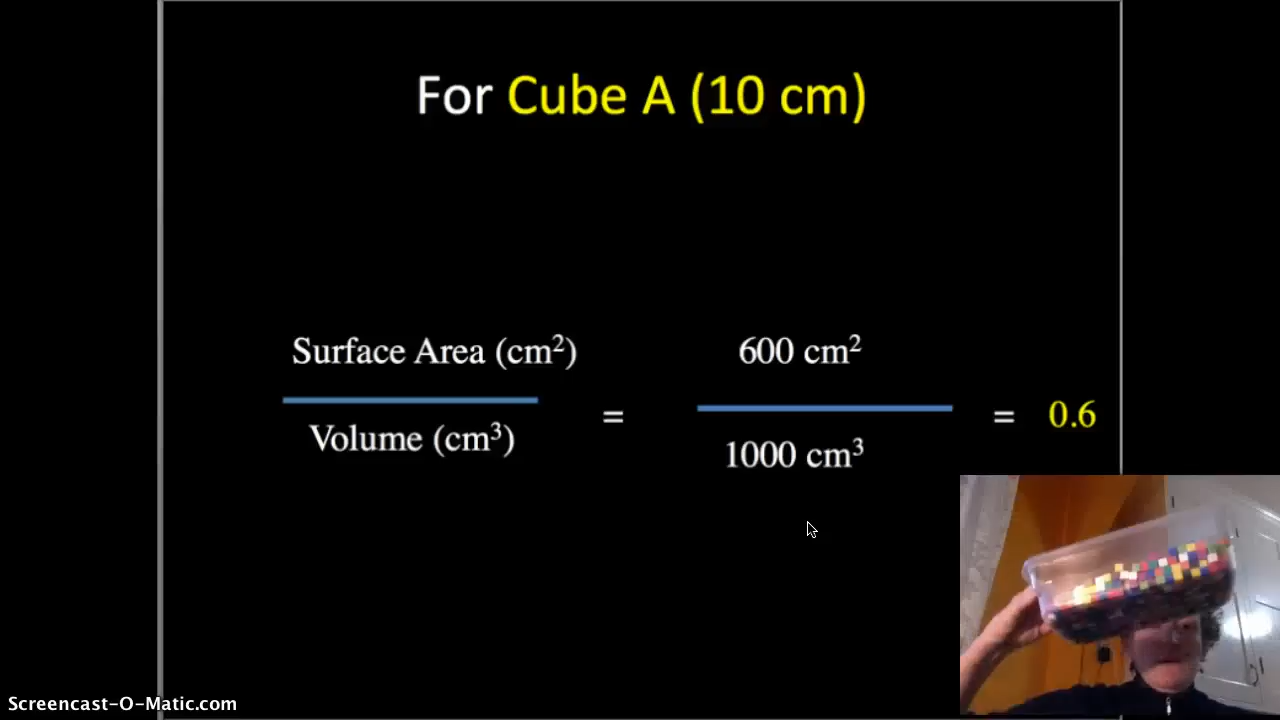 For Cube A (10 cm)
Surface Area (cm²)
Volume (cm³)
=
600 cm²
1000 cm³
= 0.6
Screencast-O-Matic.com